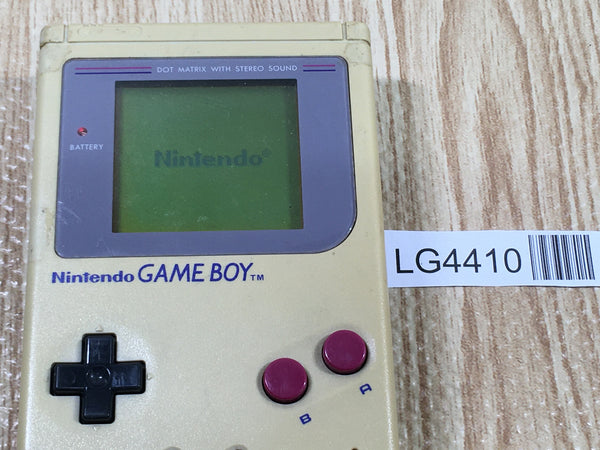 DOT MATRIX WITH STEREO SOUND
BATTERY
Nintendo®
Nintendo GAME BOY™
LG4410
B
A